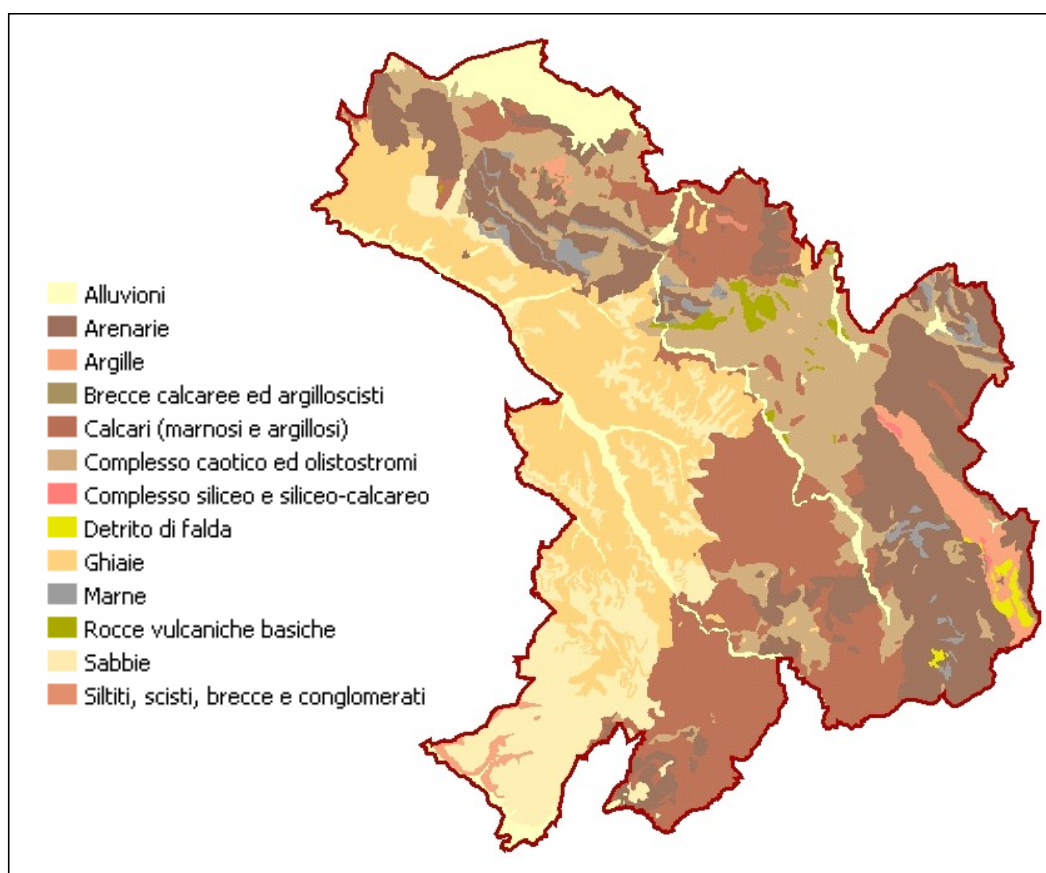 Alluvioni
Arenarie
Argille
Brecce calcaree ed argilloscisti
Calcari (marnosi e argillosi)
Complesso caotico ed olistostromi
Complesso siliceo e siliceo-calcareo
Detrito di falda
Ghiaie
Marne
Rocce vulcaniche basiche
Sabbie
Siltiti, scisti, brecce e conglomerati